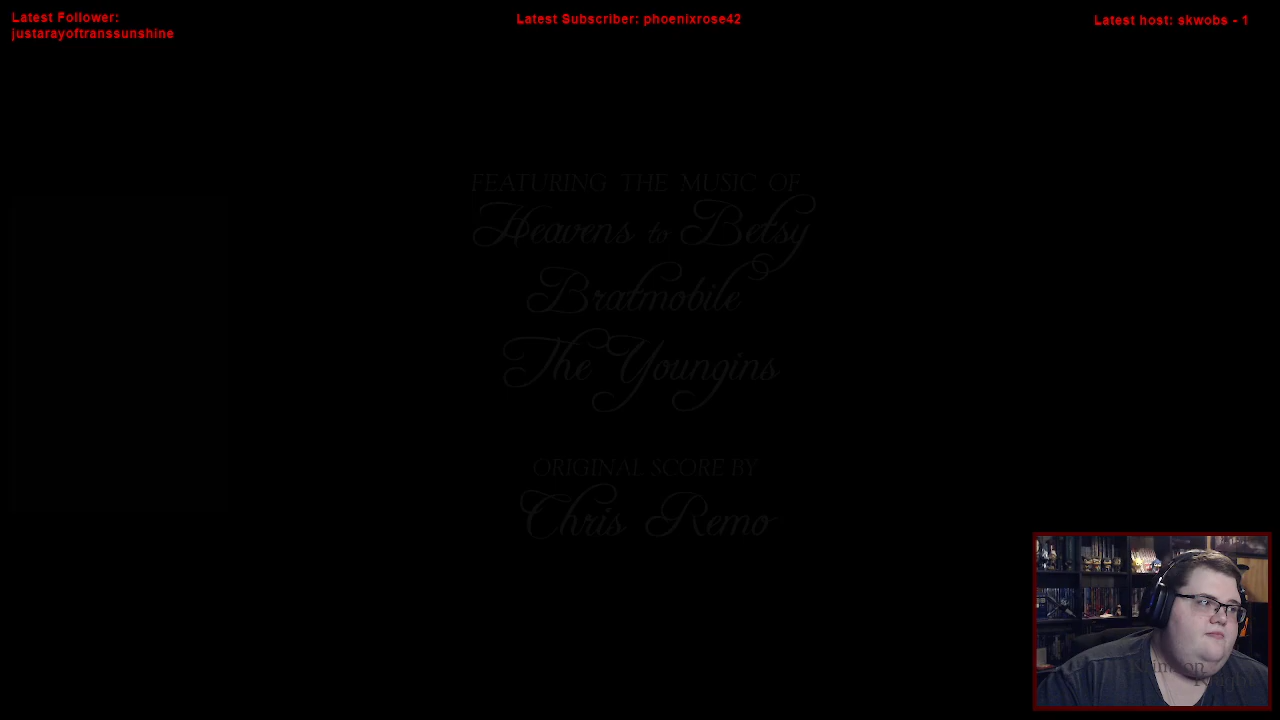 Latest Follower:
justarayoftranssunshine
Latest Subscriber: phoenixrose42
Latest host: skwobs - 1
FEATURING THE MUSIC OF
Heavens to Betsy
Bratmobile
The Youngins
ORIGINAL SCORE BY
Chris Remo